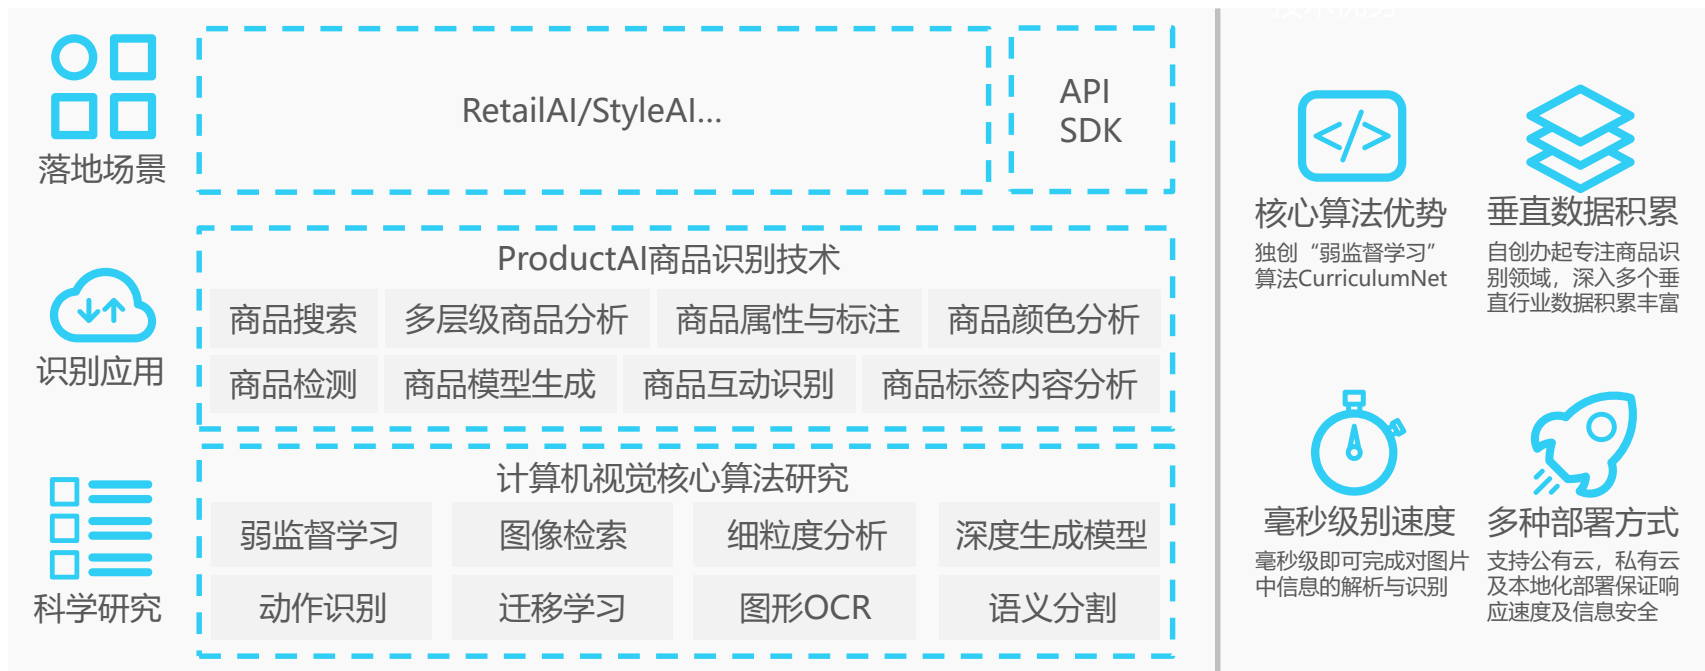 落地场景
RetailAI/StyleAI...
API
SDK
识别应用
ProductAI商品识别技术
商品搜索
多层级商品分析
商品属性与标注
商品颜色分析
商品检测
商品模型生成
商品互动识别
商品标签内容分析
科学研究
计算机视觉核心算法研究
弱监督学习
图像检索
细粒度分析
深度生成模型
动作识别
迁移学习
图形OCR
语义分割
</>
核心算法优势
独创“弱监督学习”
算法CurriculumNet
垂直数据积累
自创办起专注商品识
别领域，深入多个垂
直行业数据积累丰富
毫秒级别速度
毫秒级即可完成对图片
中信息的解析与识别
多种部署方式
支持公有云，私有云
及本地化部署保证响
应速度及信息安全